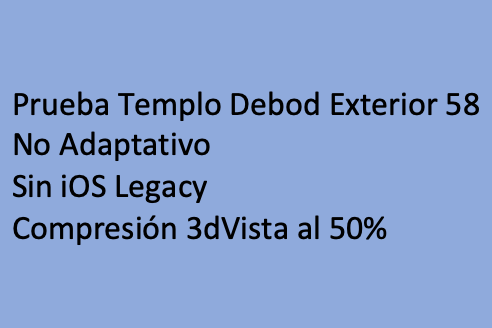 Prueba Templo Debod Exterior 58
No Adaptativo
Sin iOS Legacy
Compresión 3dVista al 50%